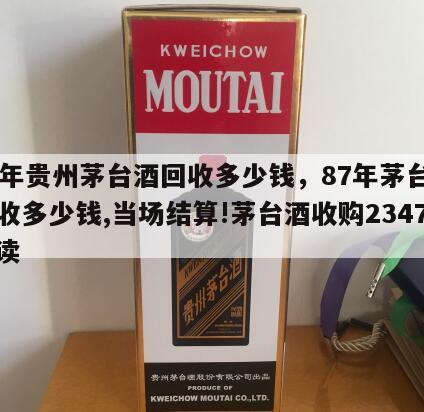 KWEICHOW
MOUTAI
年贵州茅台酒回收多少钱，87年茅台
收多少钱,当场结算!茅台酒收购2347
读
贵州茅台酒
贵州茅台酒股份有限公司出品
PRODUCE OF
KWEICHOW MOUTAI CO.,LTD.